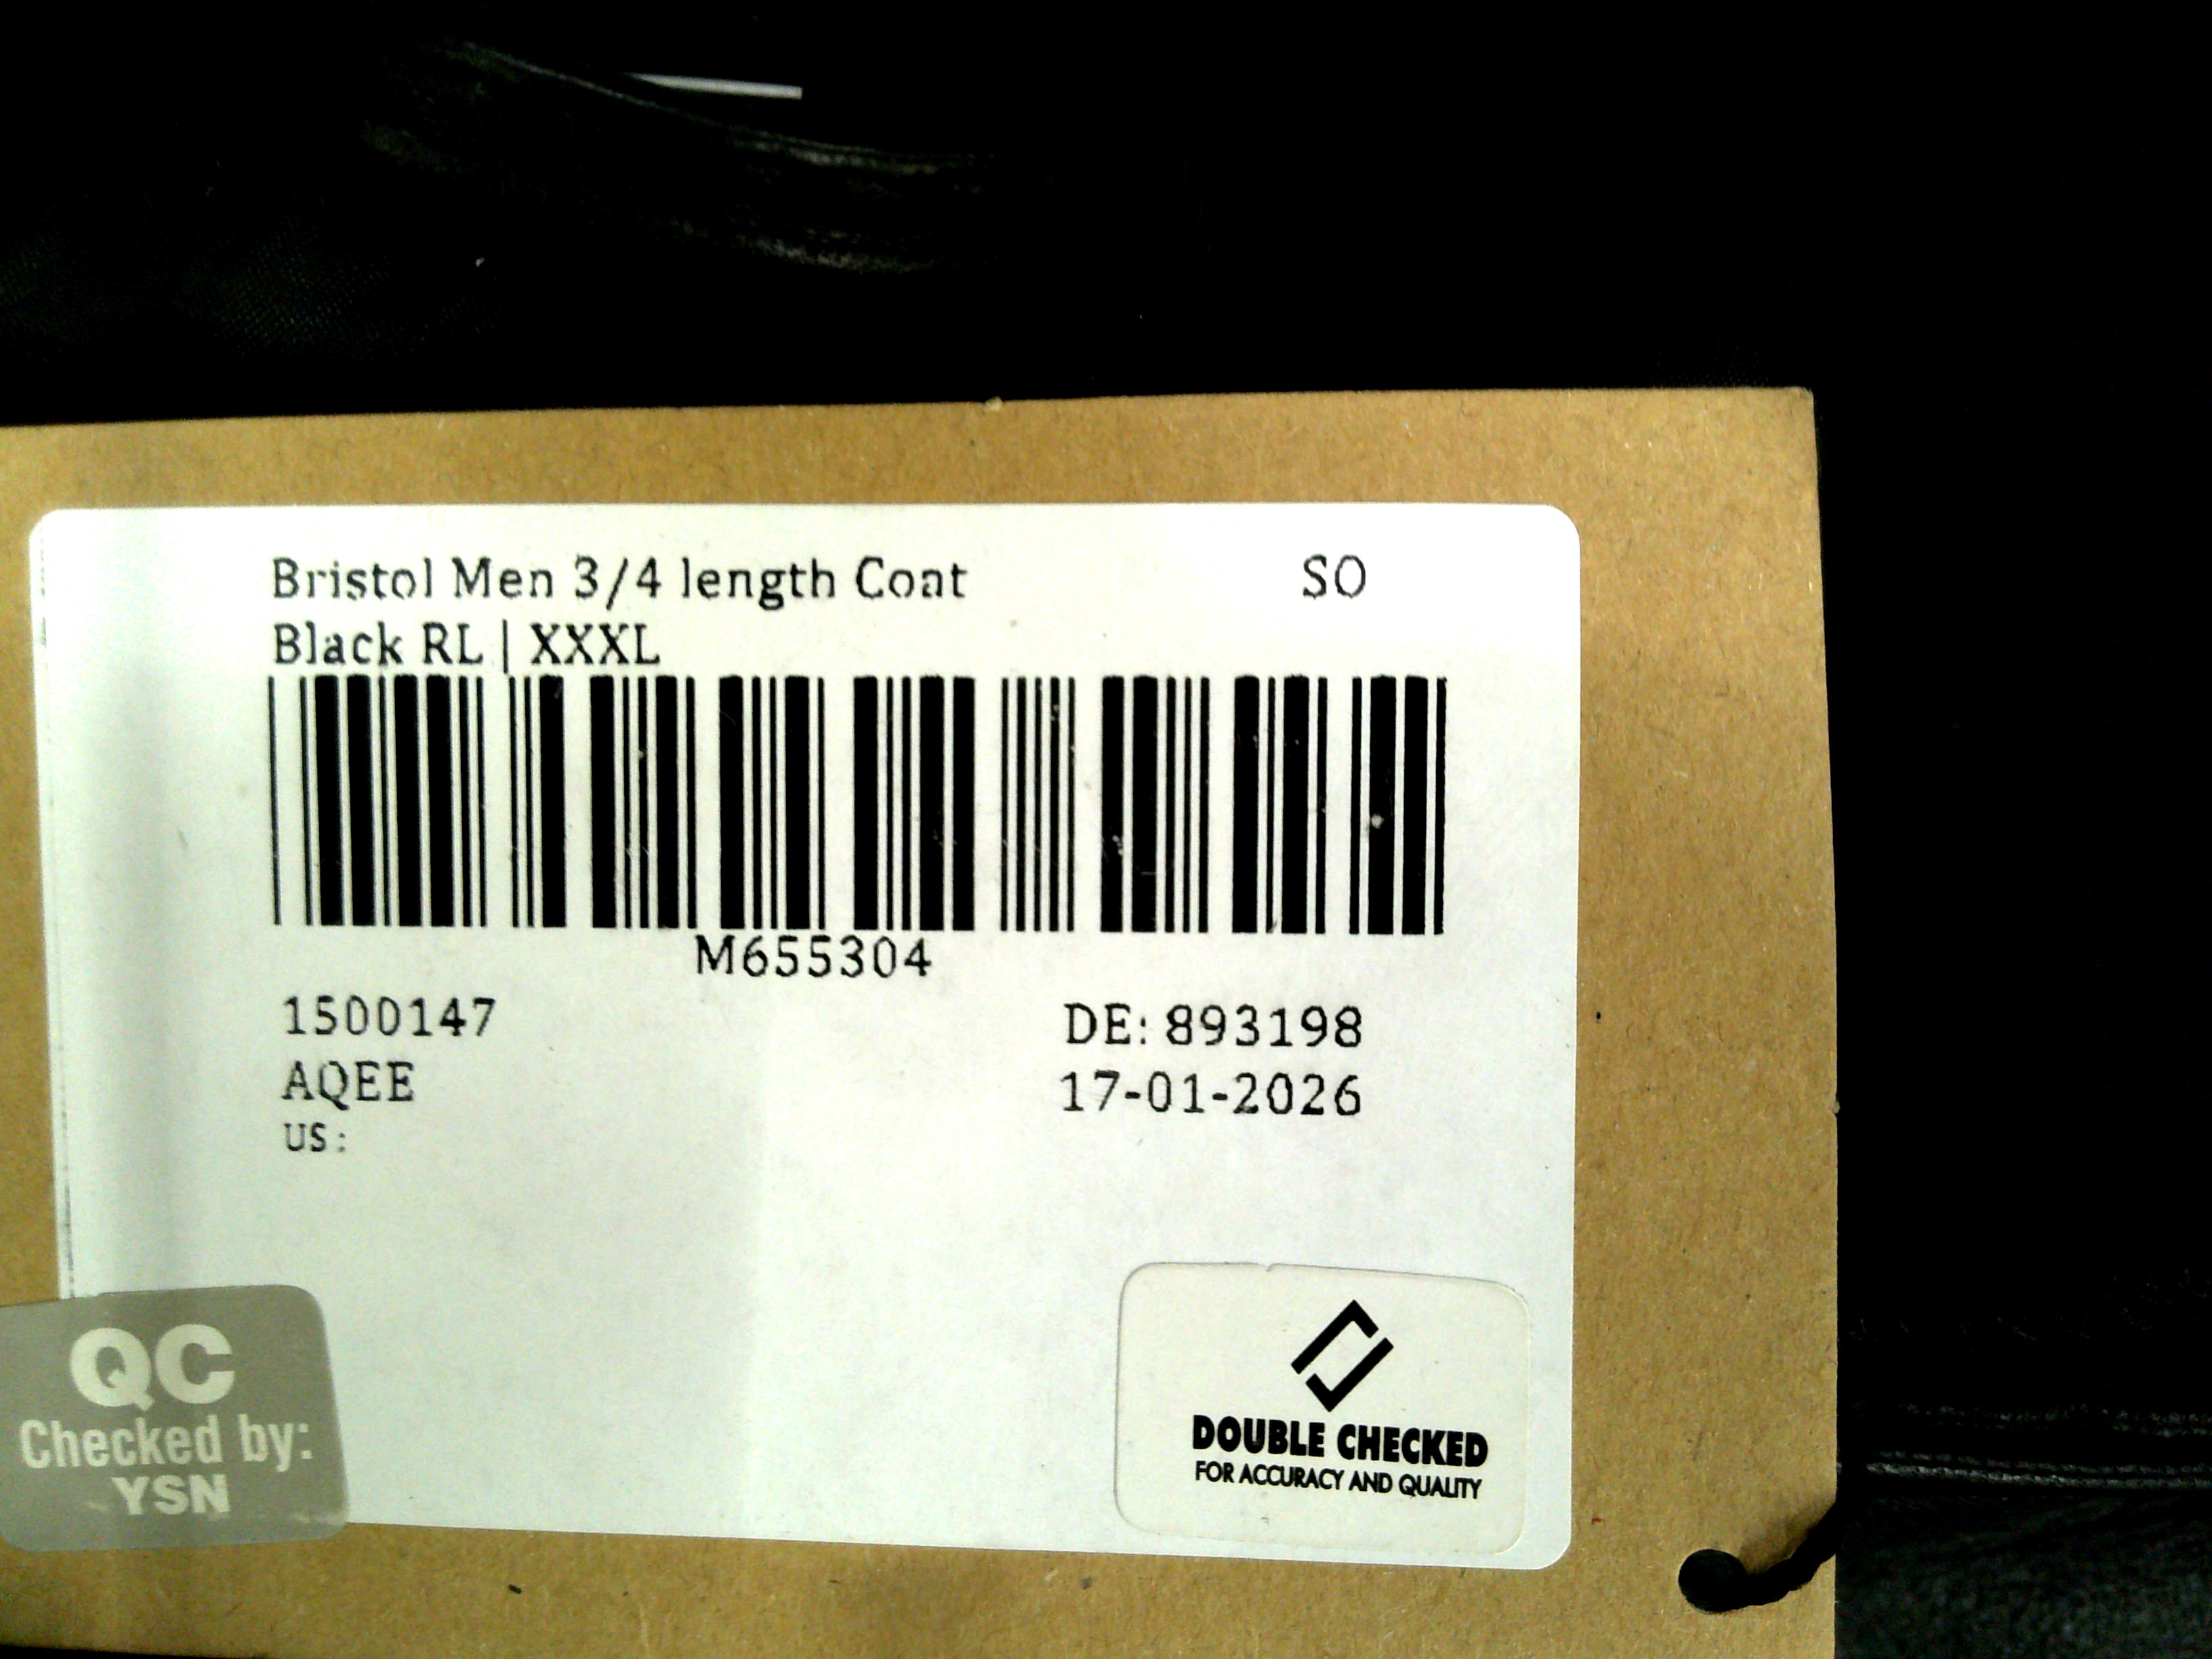 Bristol Men 3/4 length Coat SO
Black RL | XXXL
M655304
1500147 DE: 893198
AQEE 17-01-2026
US:
QC
Checked by:
YSN
DOUBLE CHECKED
FOR ACCURACY AND QUALITY